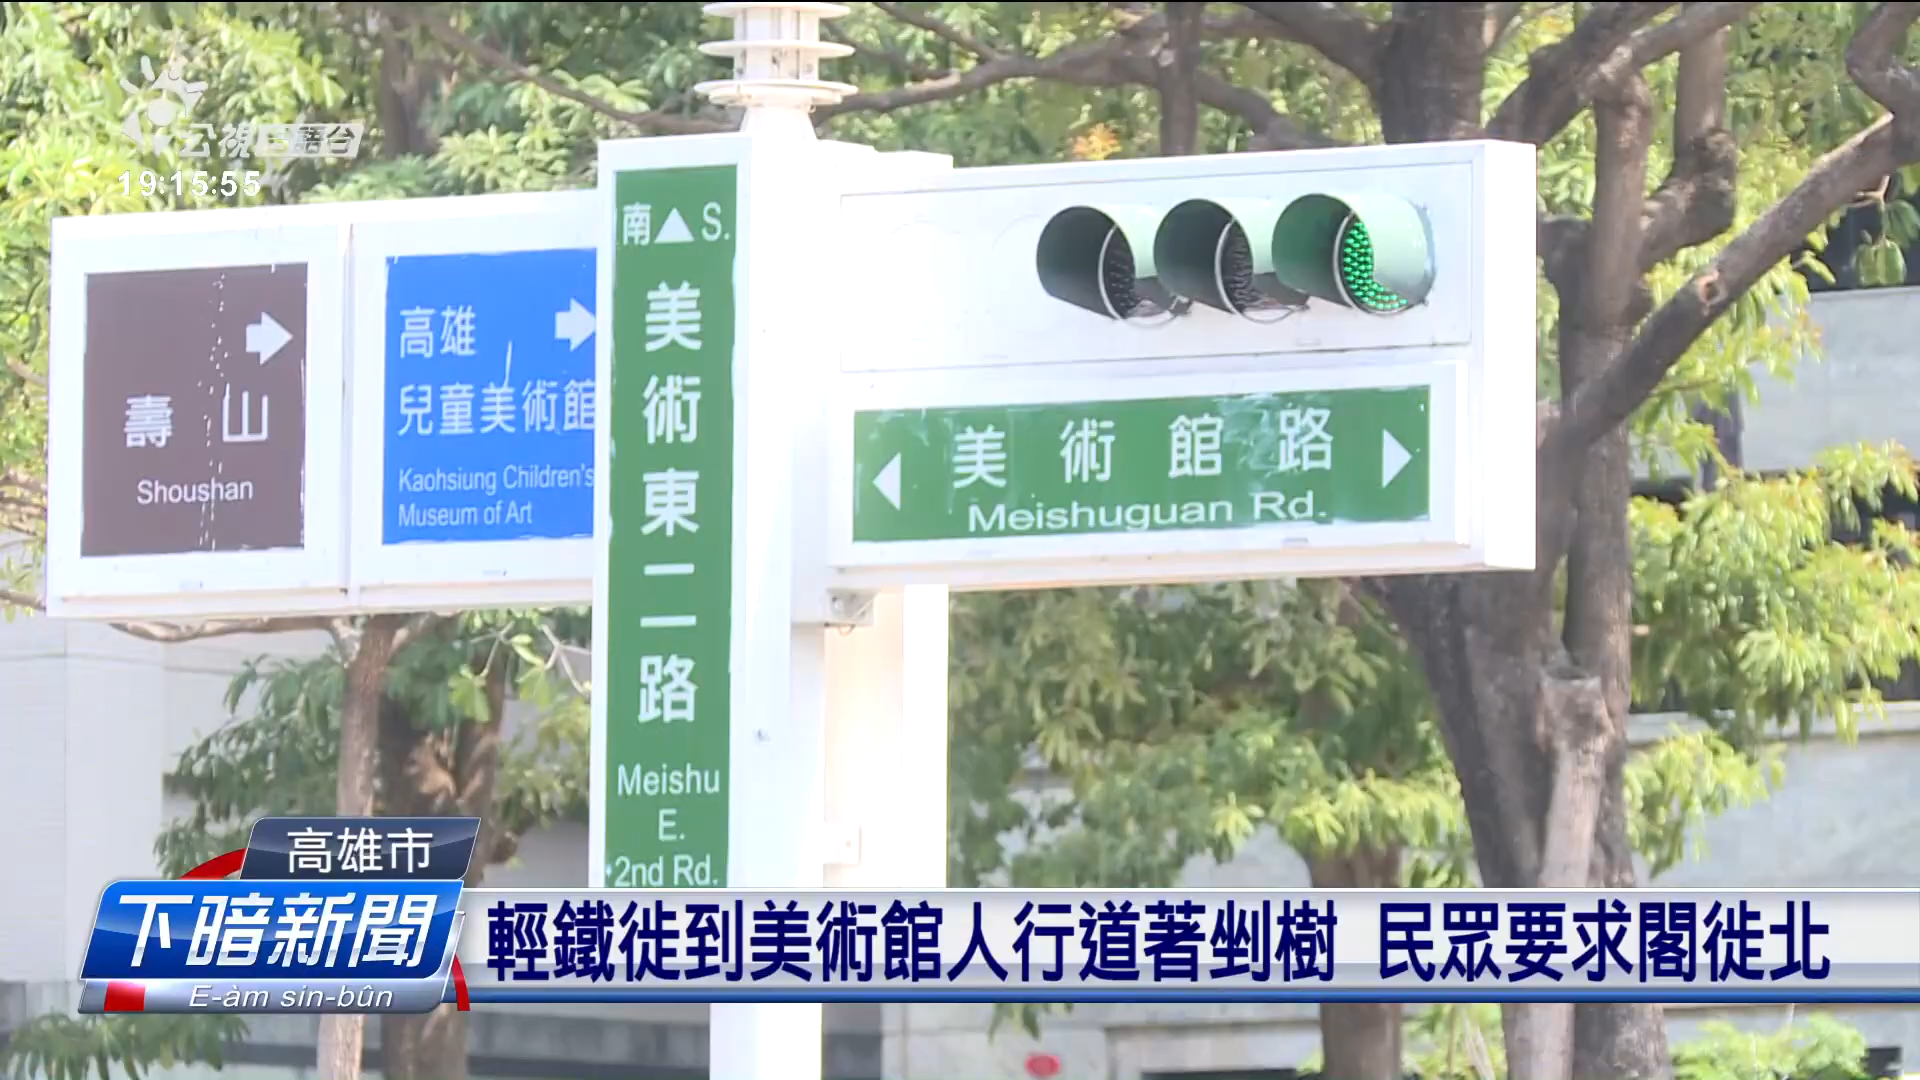 公視台語台
19:15:55
壽山
Shoushan
高雄
兒童美術館
Kaohsiung Children's
Museum of Art
南▲S.
美術東二路
Meishu
E.
2nd Rd.
美術館路
Meishuguan Rd.
高雄市
下暗新聞
E-àm sin-bûn
輕鐵徙到美術館人行道著剉樹 民眾要求閣徙北